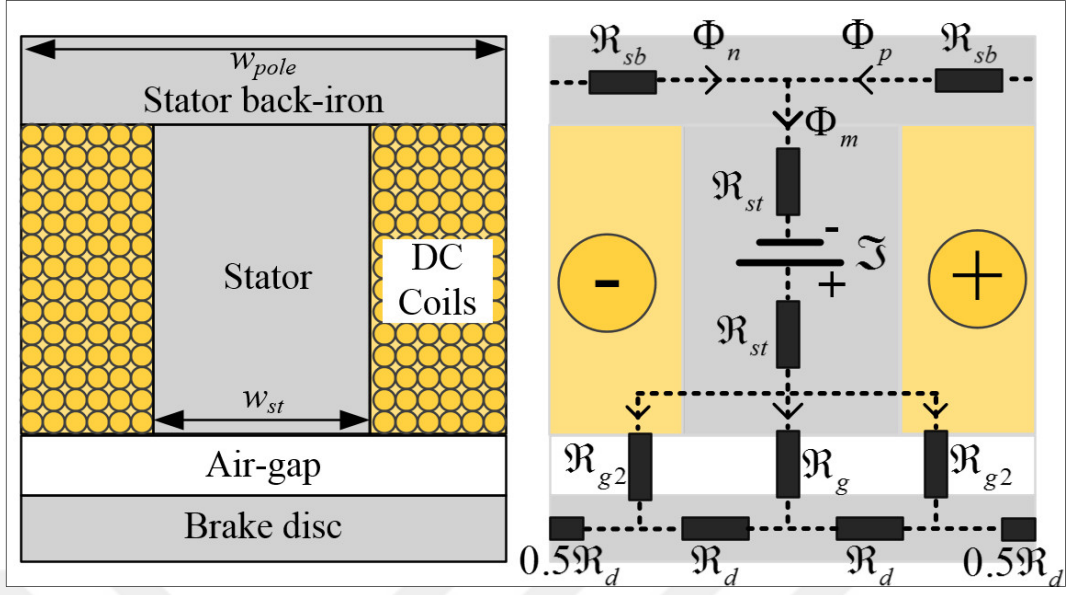 w_pole
Stator back-iron
Stator
DC
Coils
w_st
Air-gap
Brake disc
ℜ_sb Φ_n Φ_p ℜ_sb
Φ_m
ℜ_st
- ℑ
+
- +
ℜ_st
ℜ_g2 ℜ_g ℜ_g2
0.5ℜ_d ℜ_d ℜ_d 0.5ℜ_d